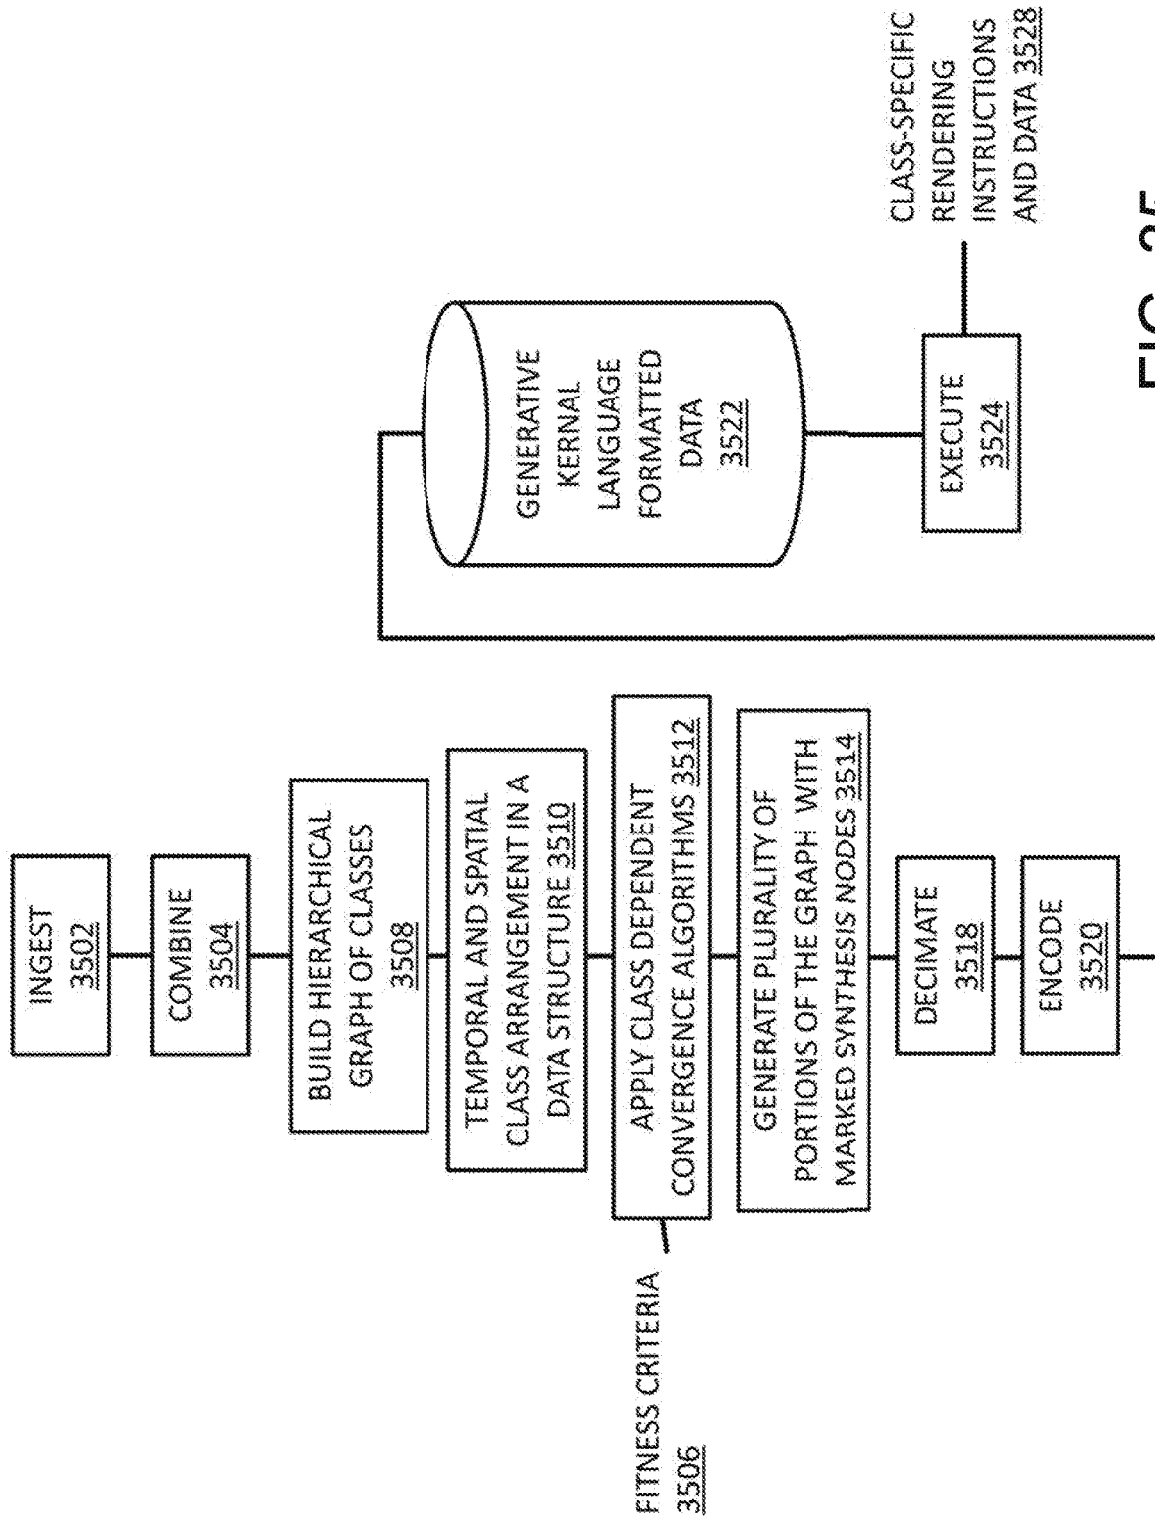 INGEST
3502
COMBINE
3504
BUILD HIERARCHICAL
GRAPH OF CLASSES
3508
TEMPORAL AND SPATIAL
CLASS ARRANGEMENT IN A
DATA STRUCTURE 3510
FITNESS CRITERIA
3506
APPLY CLASS DEPENDENT
CONVERGENCE ALGORITHMS 3512
GENERATE PLURALITY OF
PORTIONS OF THE GRAPH WITH
MARKED SYNTHESIS NODES 3514
DECIMATE
3518
ENCODE
3520
GENERATIVE
KERNAL
LANGUAGE
FORMATTED
DATA
3522
EXECUTE
3524
CLASS-SPECIFIC
RENDERING
INSTRUCTIONS
AND DATA 3528
FIG